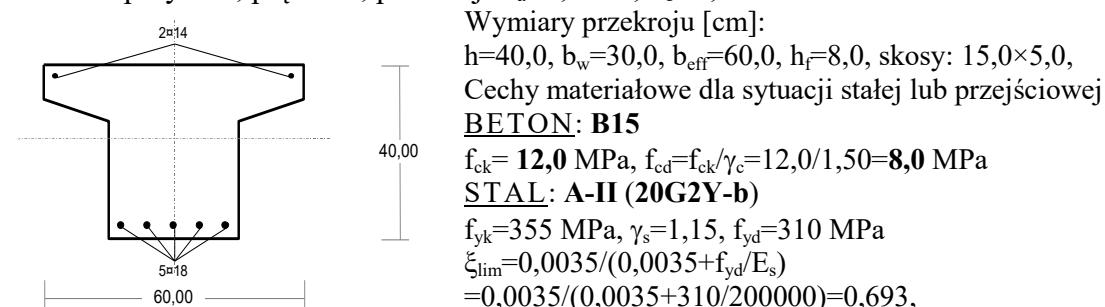 Wymiary przekroju [cm]:
h=40,0, bw=30,0, beff=60,0, hf=8,0, skosy: 15,0×5,0,
Cechy materiałowe dla sytuacji stałej lub przejściowej
BETON: B15
fck= 12,0 MPa, fcd=fck/γc=12,0/1,50=8,0 MPa
STAL: A-II (20G2Y-b)
fyk=355 MPa, γs=1,15, fyd=310 MPa
ξlim=0,0035/(0,0035+fyd/Es)
=0,0035/(0,0035+310/200000)=0,693,
2¤14
40,00
5¤18
60,00